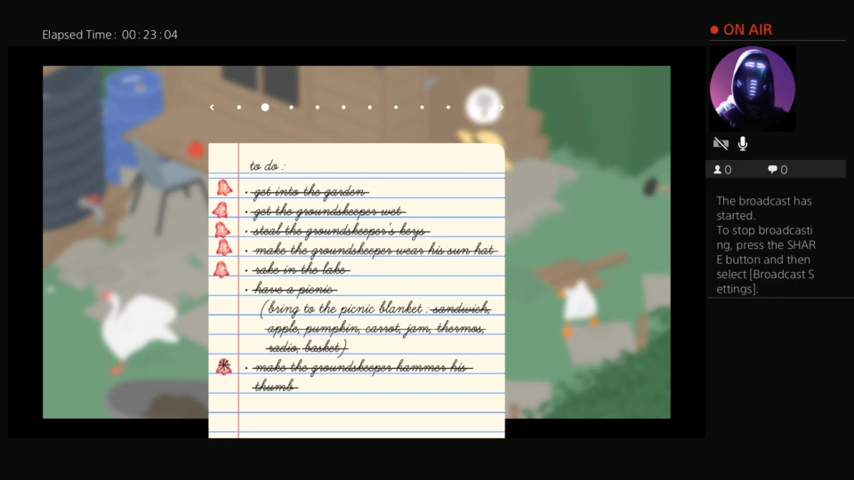 Elapsed Time: 00:23:04
ON AIR
to do:
• get into the garden
• get the groundskeeper wet
• steal the groundskeeper's keys
• make the groundskeeper wear his sun hat
• rake in the lake
• have a picnic
(bring to the picnic blanket: sandwich,
apple, pumpkin, carrot, jam, thermos,
radio, basket)
• make the groundskeeper hammer his
thumb
0
0
The broadcast has
started.
To stop broadcasti
ng, press the SHAR
E button and then
select [Broadcast S
ettings].